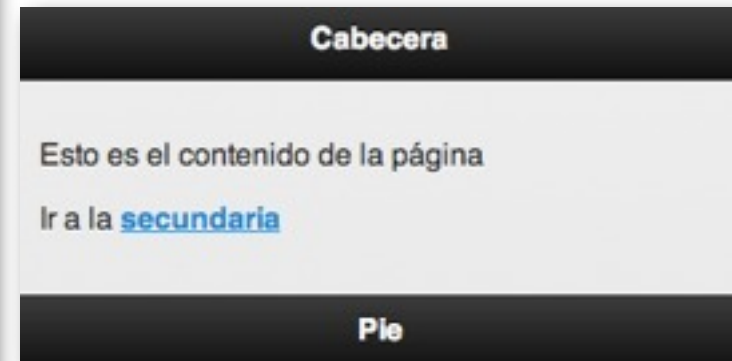 Cabecera
Esto es el contenido de la página
Ir a la secundaria
Pie